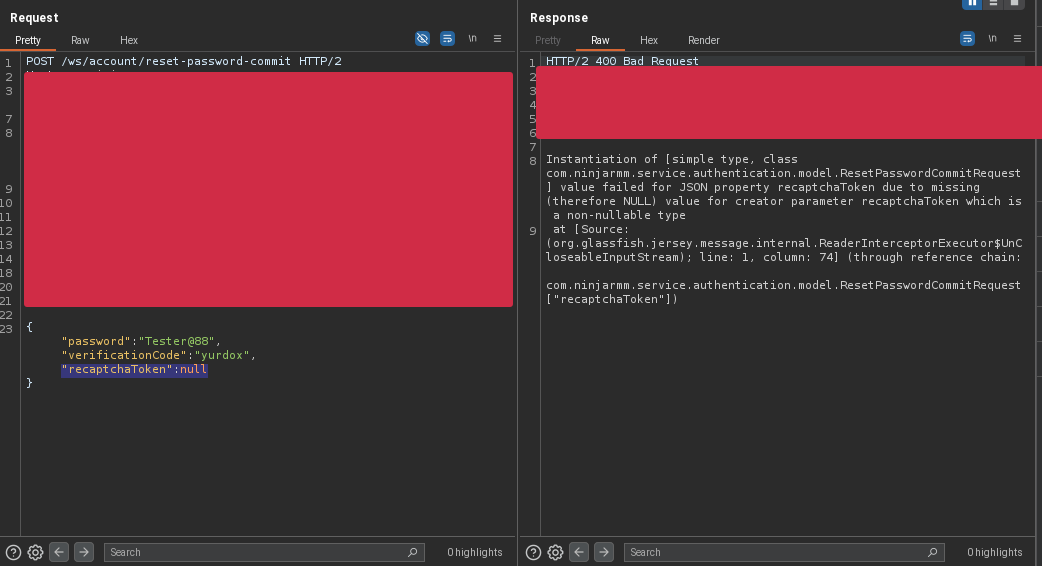 Request
Pretty Raw Hex \n
1 POST /ws/account/reset-password-commit HTTP/2
2
3
7
8
9
10
11
12
13
14
18
20
21
22
23 {
"password":"Tester@88",
"verificationCode":"yurdox",
"recaptchaToken":null
}
Search 0 highlights
Response
Pretty Raw Hex Render \n
1 HTTP/2 400 Bad Request
2
3
4
5
6
7
8 Instantiation of [simple type, class
com.ninjarmm.service.authentication.model.ResetPasswordCommitRequest
] value failed for JSON property recaptchaToken due to missing
(therefore NULL) value for creator parameter recaptchaToken which is
a non-nullable type
9 at [Source:
(org.glassfish.jersey.message.internal.ReaderInterceptorExecutor$UnC
loseableInputStream); line: 1, column: 74] (through reference chain:
com.ninjarmm.service.authentication.model.ResetPasswordCommitRequest
["recaptchaToken"])
Search 0 highlights